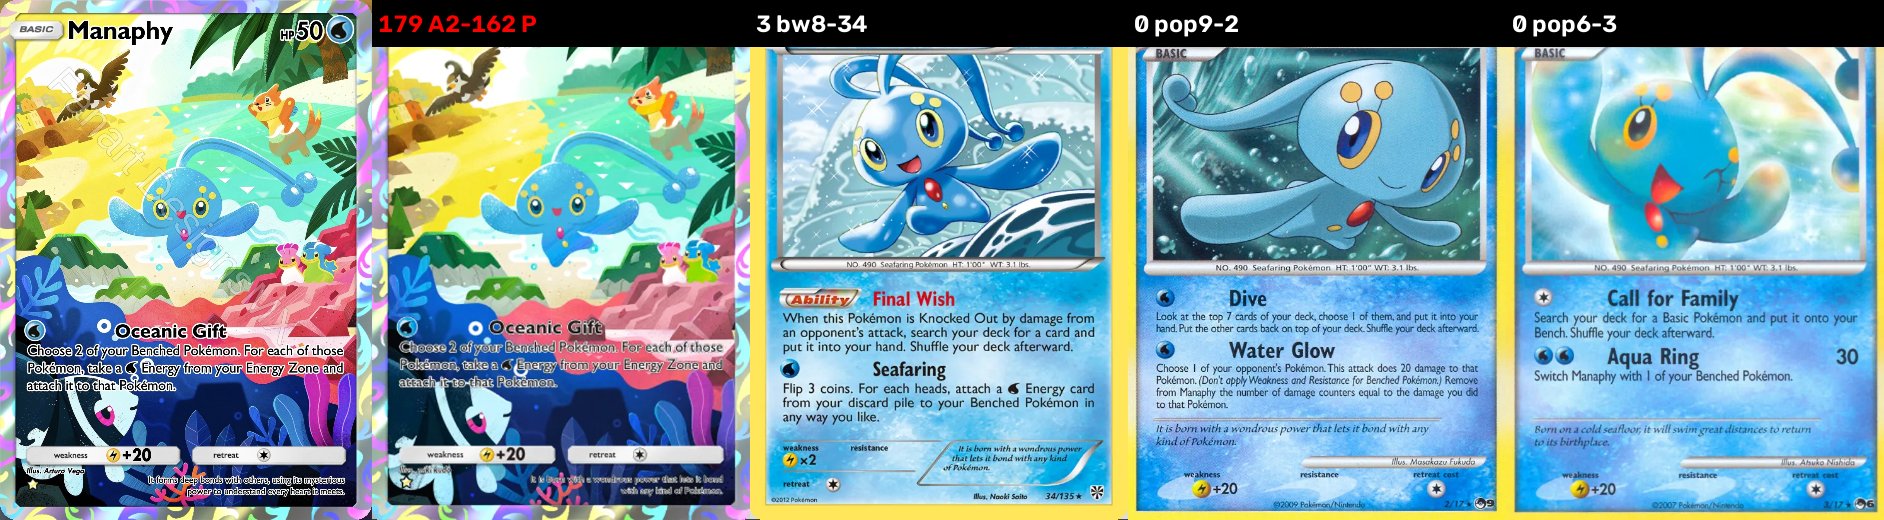 BASIC Manaphy HP50
T Smart Designs
Oceanic Gift
Choose 2 of your Benched Pokémon. For each of those
Pokémon, take a Energy from your Energy Zone and
attach it to that Pokémon.
weakness +20 retreat
Illus. Arturo Vega
It forms deep bonds with others, using its mysterious
power to understand every heart it meets.
179 A2-162 P
Oceanic Gift
Choose 2 of your Benched Pokémon. For each of those
Pokémon, take a Energy from your Energy Zone and
attach it to that Pokémon.
weakness +20 retreat
It is born with a wondrous power that lets it bond
with any kind of Pokémon.
3 bw8-34
NO. 490 Seafaring Pokémon HT: 1'00" WT: 3.1 lbs.
Ability Final Wish
When this Pokémon is Knocked Out by damage from
an opponent's attack, search your deck for a card and
put it into your hand. Shuffle your deck afterward.
Seafaring
Flip 3 coins. For each heads, attach a Energy card
from your discard pile to your Benched Pokémon in
any way you like.
weakness resistance
×2
It is born with a wondrous power
that lets it bond with any kind
of Pokémon.
retreat
©2012 Pokémon
Illus. Naoki Saito 34/135 ★
0 pop9-2
BASIC
NO. 490 Seafaring Pokémon HT: 1'00" WT: 3.1 lbs.
Dive
Look at the top 7 cards of your deck, choose 1 of them, and put it into your
hand. Put the other cards back on top of your deck. Shuffle your deck afterward.
Water Glow
Choose 1 of your opponent's Pokémon. This attack does 20 damage to that
Pokémon. (Don't apply Weakness and Resistance for Benched Pokémon.) Remove
from Manaphy the number of damage counters equal to the damage you did
to that Pokémon.
It is born with a wondrous power that lets it bond with any
kind of Pokémon.
Illus. Masakazu Fukuda
weakness resistance retreat cost
+20
©2009 Pokémon/Nintendo 2/17 ★ 9
0 pop6-3
BASIC
NO. 490 Seafaring Pokémon HT: 1'00" WT: 3.1 lbs.
Call for Family
Search your deck for a Basic Pokémon and put it onto your
Bench. Shuffle your deck afterward.
Aqua Ring 30
Switch Manaphy with 1 of your Benched Pokémon.
Born on a cold seafloor, it will swim great distances to return
to its birthplace.
Illus. Atsuko Nishida
weakness resistance retreat cost
+20
©2007 Pokémon/Nintendo 3/17 ★ 6